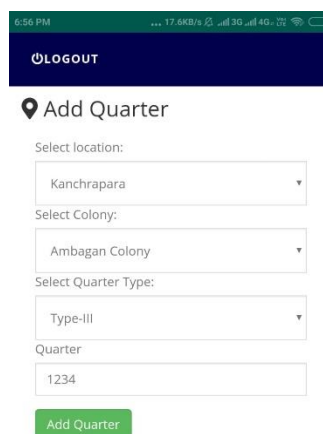 6:56 PM ... 17.6KB/s 3G 4G VoLTE
LOGOUT
Add Quarter
Select location:
Kanchrapara
Select Colony:
Ambagan Colony
Select Quarter Type:
Type-III
Quarter
1234
Add Quarter